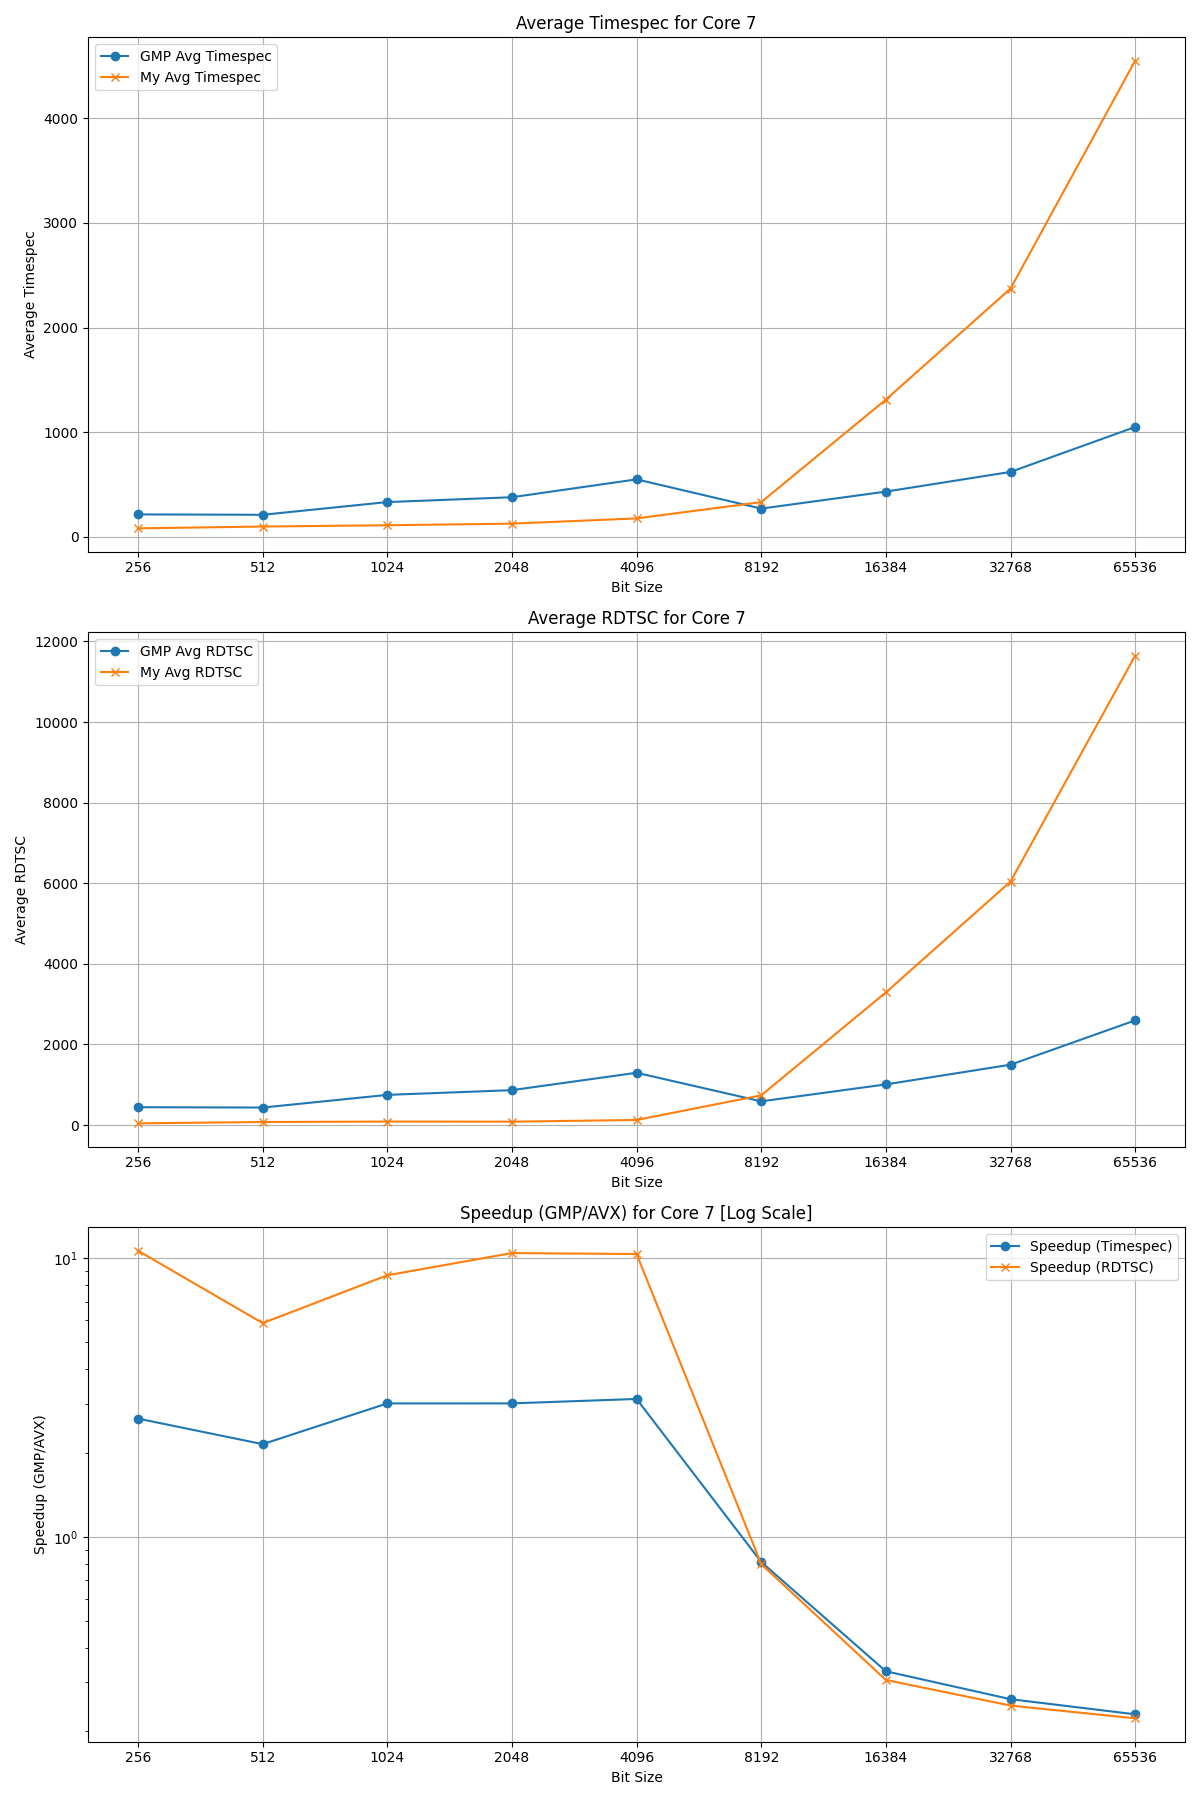 Average Timespec for Core 7
GMP Avg Timespec
My Avg Timespec
4000
3000
2000
1000
0
Average Timespec
256 512 1024 2048 4096 8192 16384 32768 65536
Bit Size
Average RDTSC for Core 7
GMP Avg RDTSC
My Avg RDTSC
12000
10000
8000
6000
4000
2000
0
Average RDTSC
256 512 1024 2048 4096 8192 16384 32768 65536
Bit Size
Speedup (GMP/AVX) for Core 7 [Log Scale]
Speedup (Timespec)
Speedup (RDTSC)
10¹
10⁰
Speedup (GMP/AVX)
256 512 1024 2048 4096 8192 16384 32768 65536
Bit Size